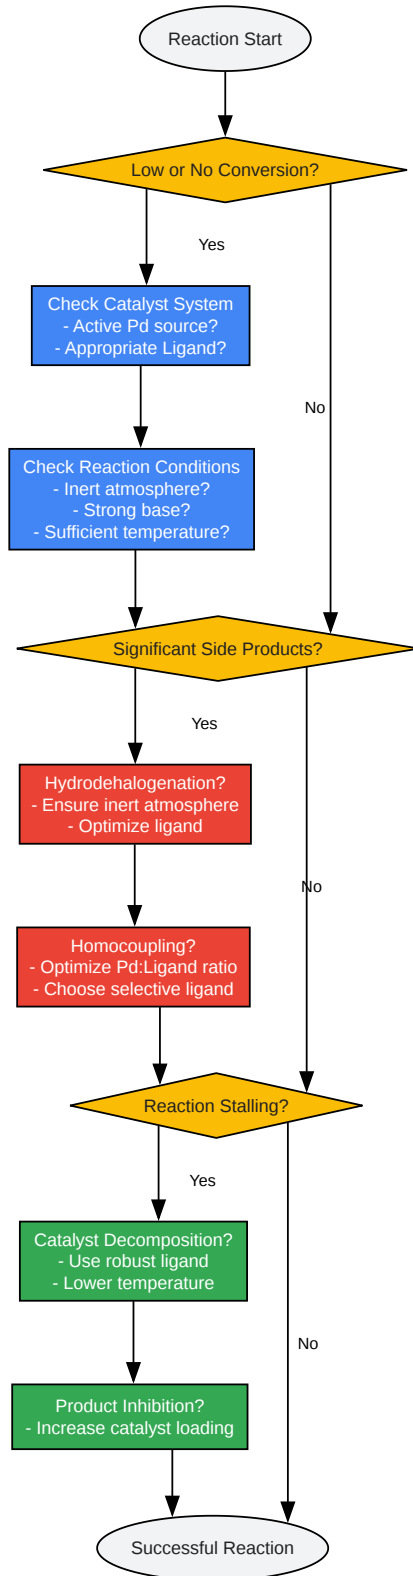 Reaction Start
Low or No Conversion?
Yes
Check Catalyst System
- Active Pd source?
- Appropriate Ligand?
No
Check Reaction Conditions
- Inert atmosphere?
- Strong base?
- Sufficient temperature?
Significant Side Products?
Yes
Hydrodehalogenation?
- Ensure inert atmosphere
- Optimize ligand
No
Homocoupling?
- Optimize Pd:Ligand ratio
- Choose selective ligand
Reaction Stalling?
Yes
Catalyst Decomposition?
- Use robust ligand
- Lower temperature
No
Product Inhibition?
- Increase catalyst loading
Successful Reaction